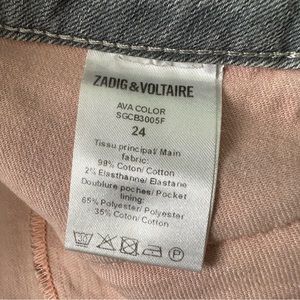 ZADIG & VOLTAIRE
AVA COLOR
SGCB3005F
24
Tissu principal/ Main
fabric:
98% Coton/ Cotton
2% Elasthanne/ Elastane
Doublure poches/ Pocket
lining:
65% Polyester/ Polyester
35% Coton/ Cotton
30
P